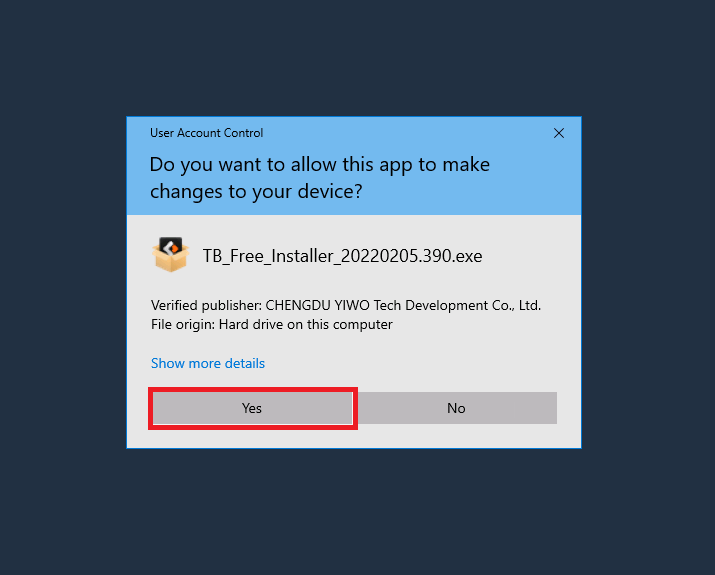 User Account Control
Do you want to allow this app to make
changes to your device?
TB_Free_Installer_20220205.390.exe
Verified publisher: CHENGDU YIWO Tech Development Co., Ltd.
File origin: Hard drive on this computer
Show more details
Yes
No